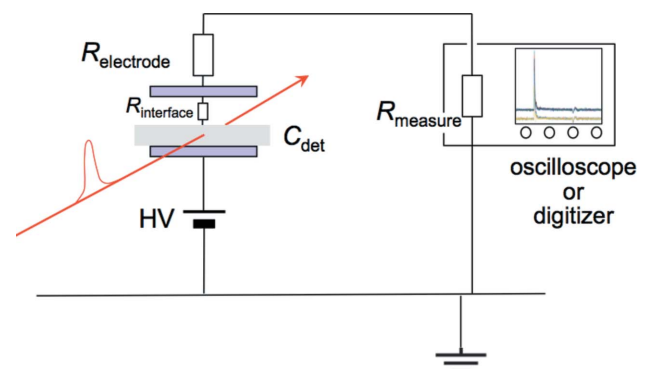 Relectrode
Rinterface
Cdet
Rmeasure
HV
oscilloscope
or
digitizer